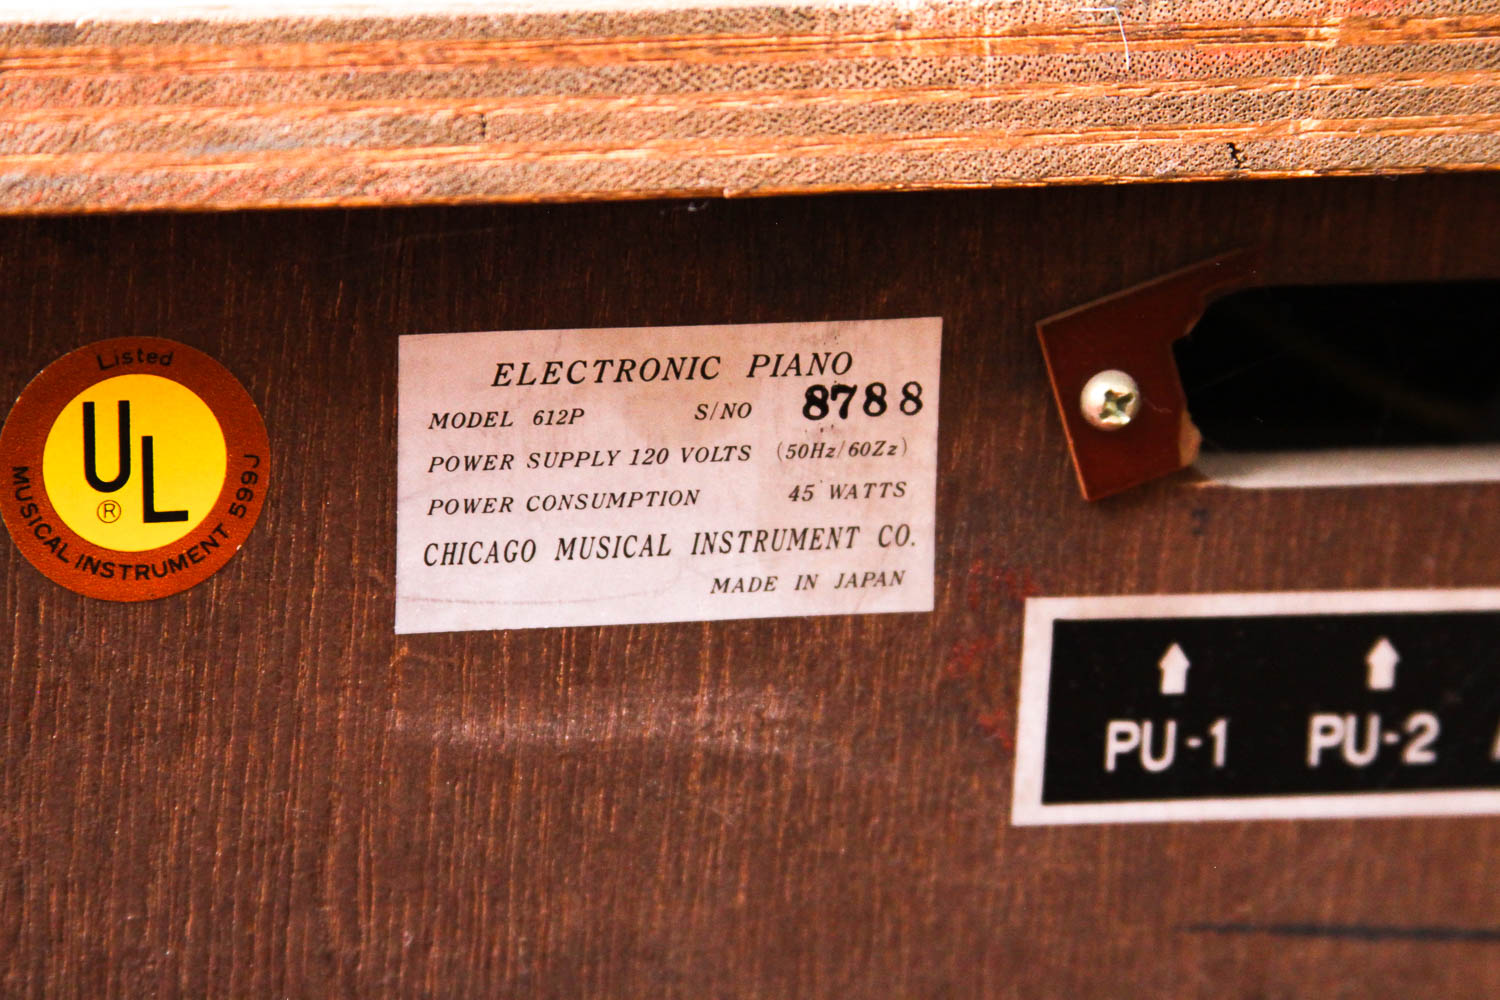 Listed
UL
®
MUSICAL INSTRUMENT 599J
ELECTRONIC PIANO
MODEL 612P S/NO 8788
POWER SUPPLY 120 VOLTS (50Hz/60Zz)
POWER CONSUMPTION 45 WATTS
CHICAGO MUSICAL INSTRUMENT CO.
MADE IN JAPAN
PU-1 PU-2